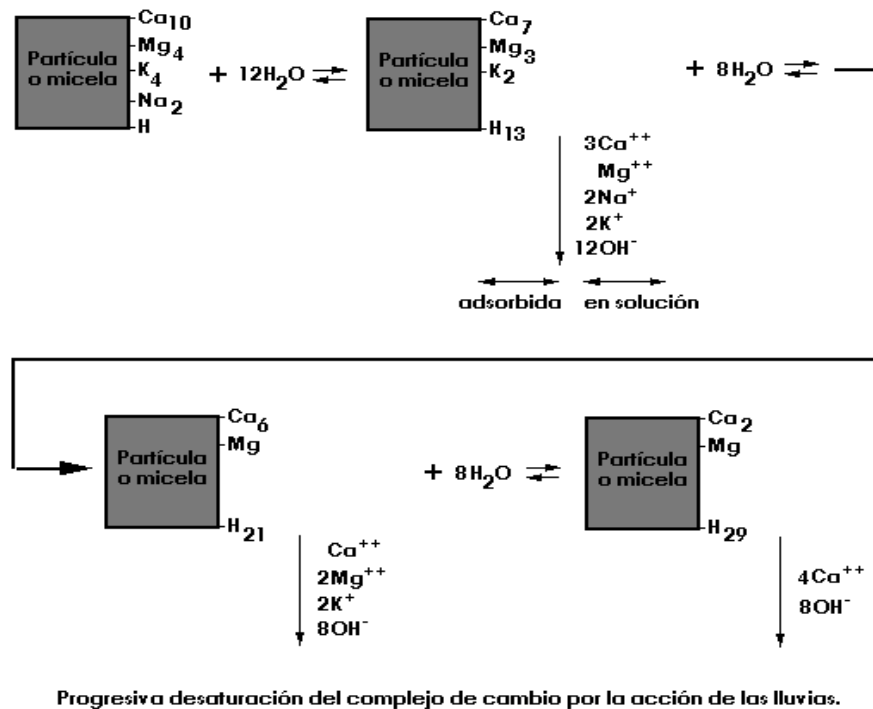 Partícula
o micela
Ca10
Mg4
K4
Na2
H
+ 12H2O
Partícula
o micela
Ca7
Mg3
K2
H13
+ 8H2O
3Ca++
Mg++
2Na+
2K+
12OH-
adsorbida en solución
Partícula
o micela
Ca6
Mg
H21
+ 8H2O
Partícula
o micela
Ca2
Mg
H29
Ca++
2Mg++
2K+
8OH-
4Ca++
8OH-
Progresiva desaturación del complejo de cambio por la acción de las lluvias.